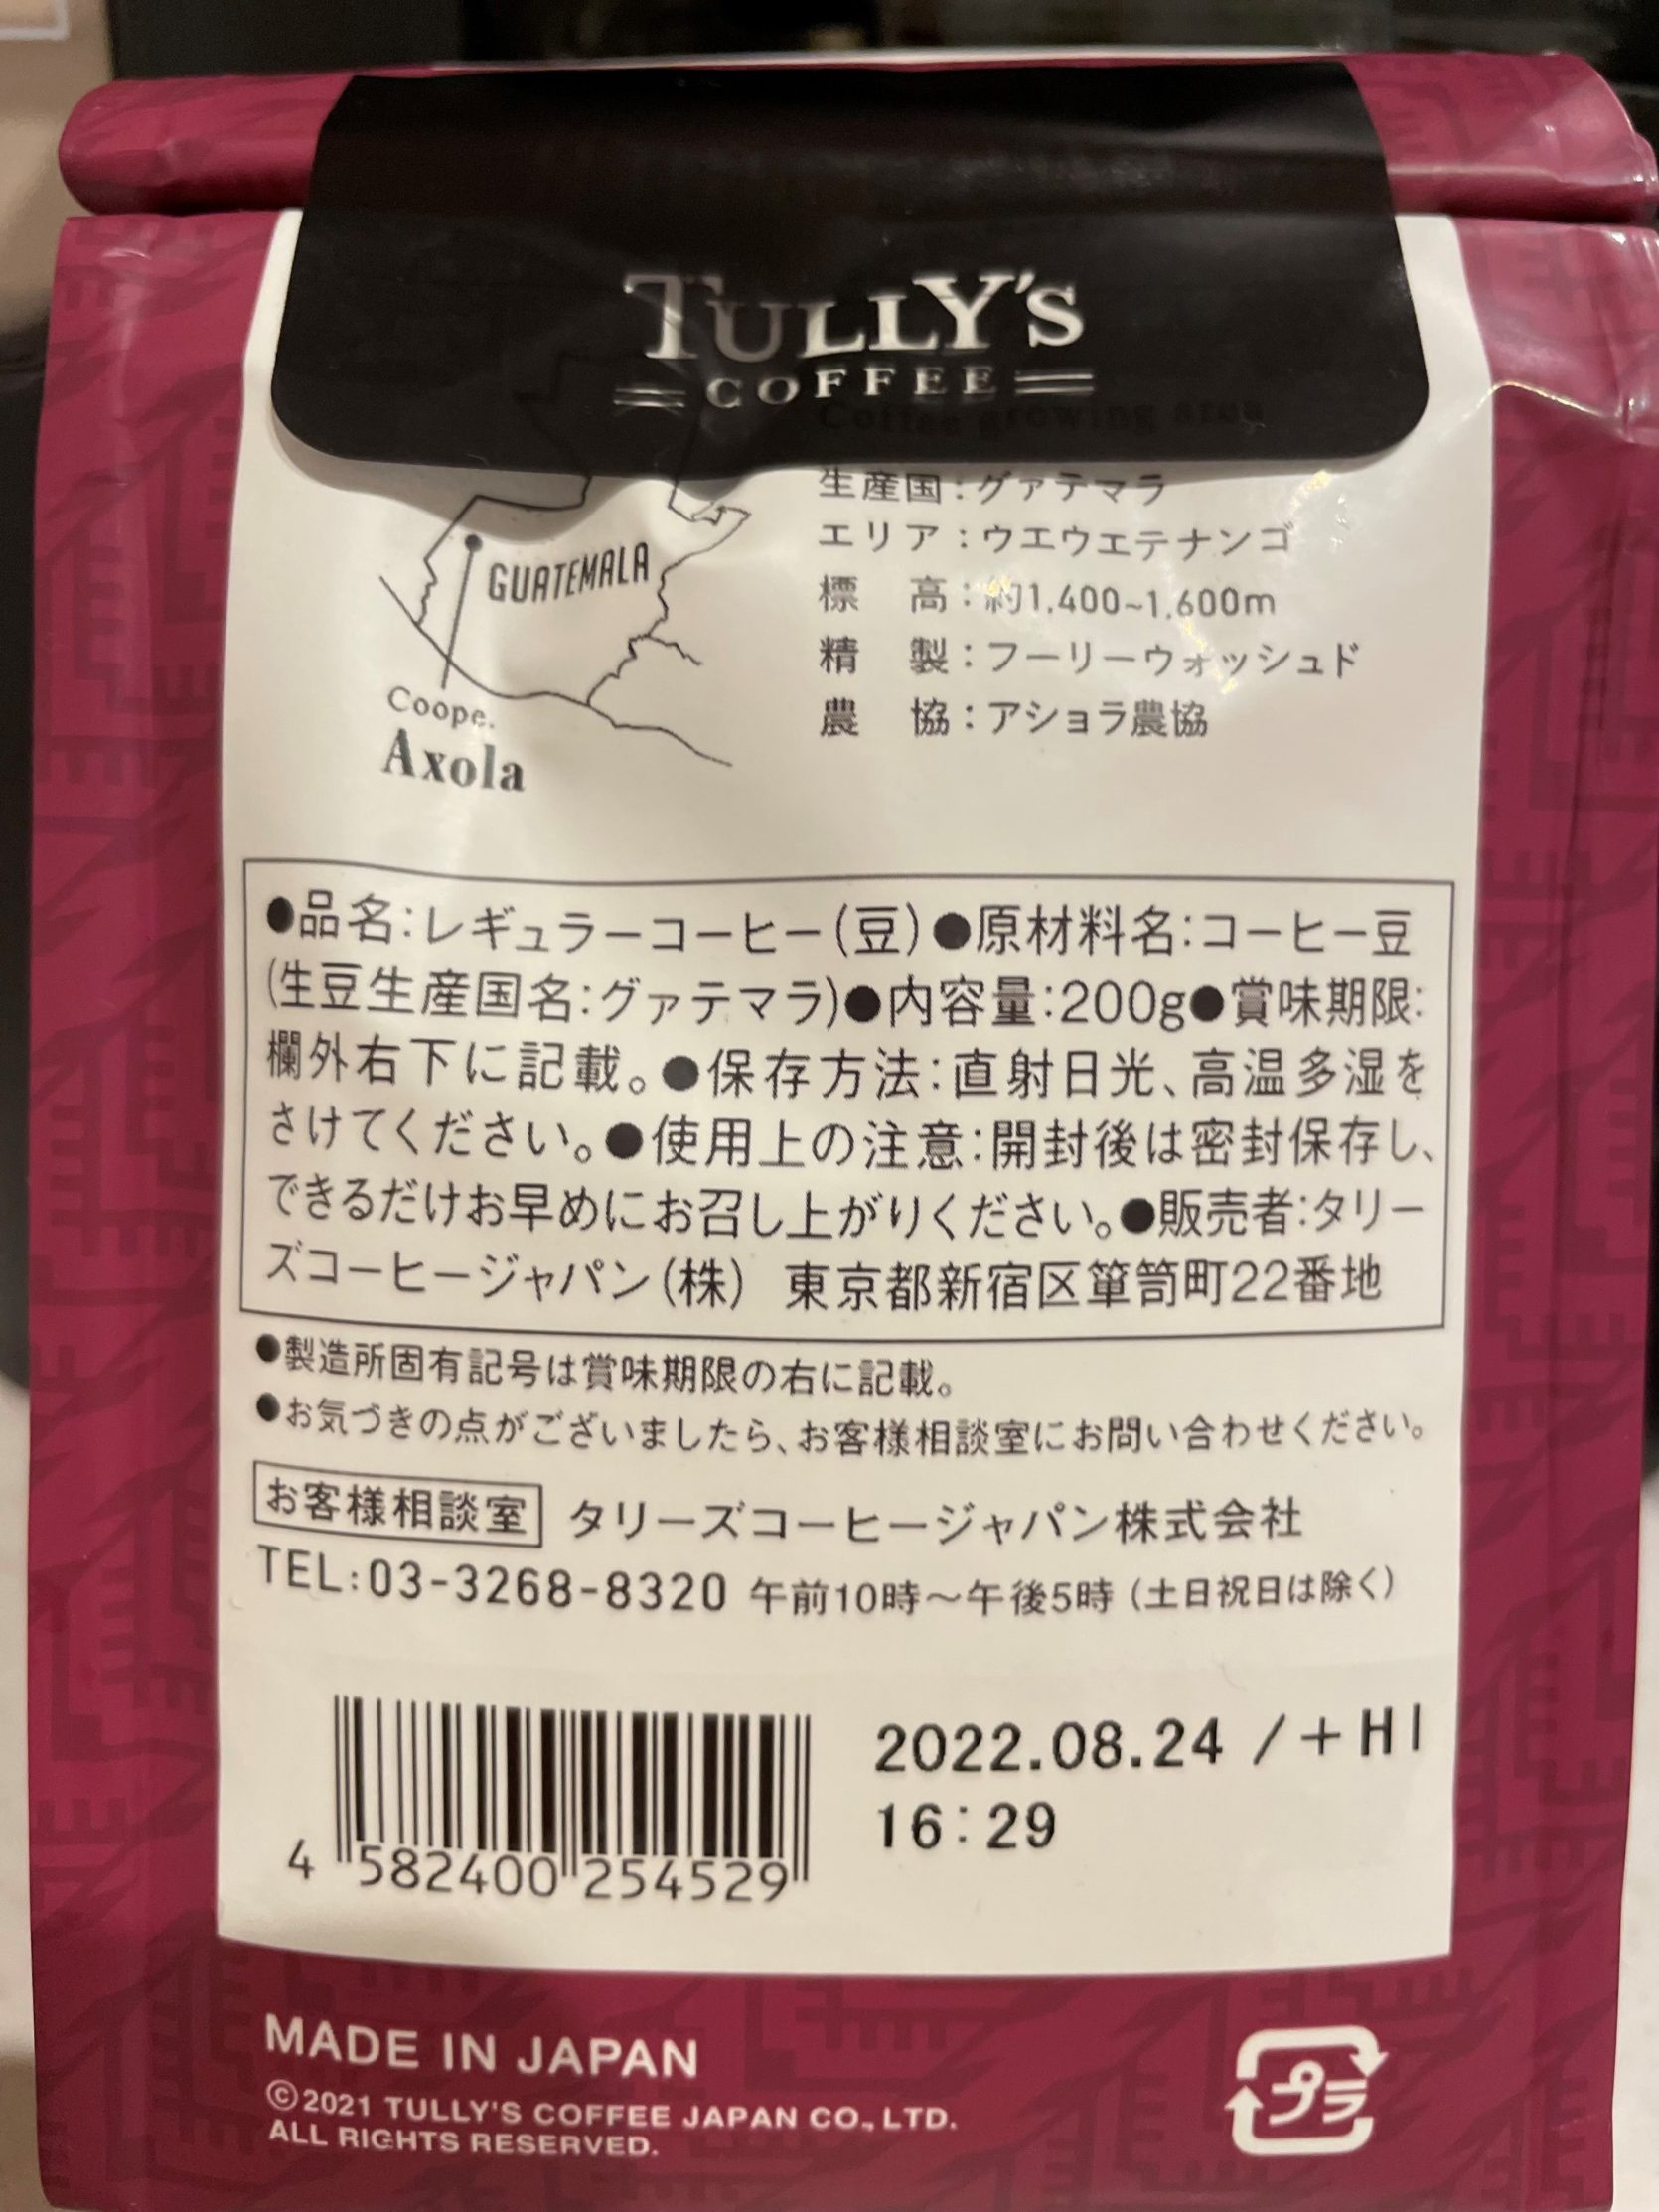 TULLY'S
COFFEE
Coffee growing area
GUATEMALA
Coope.
Axola
生産国：グァテマラ
エリア：ウエウエテナンゴ
標　高：約1,400~1,600m
精　製：フーリーウォッシュド
農　協：アショラ農協
●品名：レギュラーコーヒー（豆）●原材料名：コーヒー豆
（生豆生産国名：グァテマラ）●内容量：200g●賞味期限：
欄外右下に記載。●保存方法：直射日光、高温多湿を
さけてください。●使用上の注意：開封後は密封保存し、
できるだけお早めにお召し上がりください。●販売者：タリー
ズコーヒージャパン（株） 東京都新宿区簞笥町22番地
●製造所固有記号は賞味期限の右に記載。
●お気づきの点がございましたら、お客様相談室にお問い合わせください。
お客様相談室 タリーズコーヒージャパン株式会社
TEL：03-3268-8320 午前10時～午後5時（土日祝日は除く）
2022.08.24 / + HI
16：29
4 582400 254529
MADE IN JAPAN
©2021 TULLY'S COFFEE JAPAN CO., LTD.
ALL RIGHTS RESERVED.
プラ